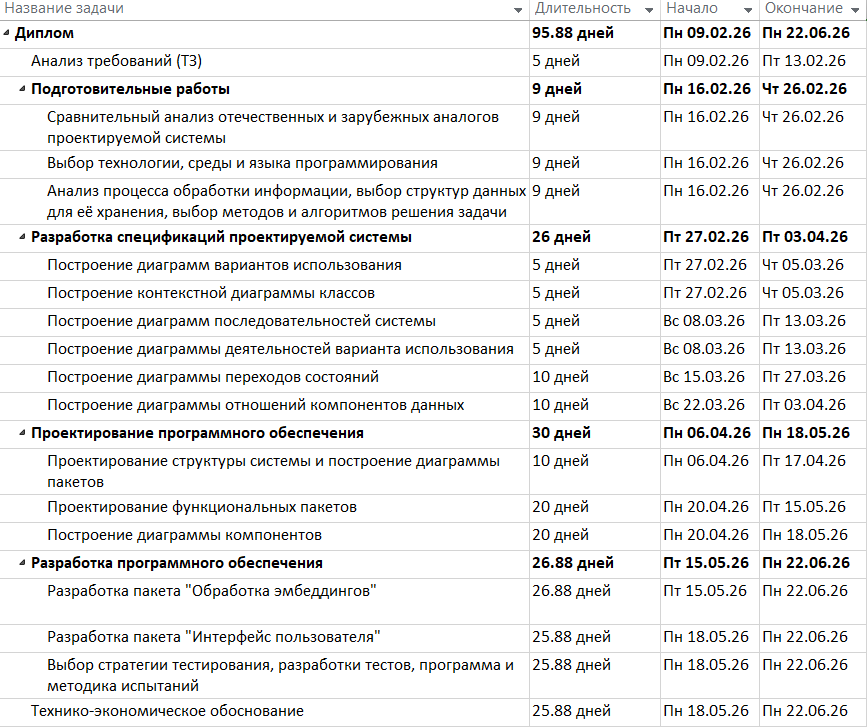 Название задачи Длительность Начало Окончание
Диплом 95.88 дней Пн 09.02.26 Пн 22.06.26
Анализ требований (ТЗ) 5 дней Пн 09.02.26 Пт 13.02.26
Подготовительные работы 9 дней Пн 16.02.26 Чт 26.02.26
Сравнительный анализ отечественных и зарубежных аналогов 9 дней Пн 16.02.26 Чт 26.02.26
проектируемой системы
Выбор технологии, среды и языка программирования 9 дней Пн 16.02.26 Чт 26.02.26
Анализ процесса обработки информации, выбор структур данных 9 дней Пн 16.02.26 Чт 26.02.26
для её хранения, выбор методов и алгоритмов решения задачи
Разработка спецификаций проектируемой системы 26 дней Пт 27.02.26 Пт 03.04.26
Построение диаграмм вариантов использования 5 дней Пт 27.02.26 Чт 05.03.26
Построение контекстной диаграммы классов 5 дней Пт 27.02.26 Чт 05.03.26
Построение диаграмм последовательностей системы 5 дней Вс 08.03.26 Пт 13.03.26
Построение диаграммы деятельностей варианта использования 5 дней Вс 08.03.26 Пт 13.03.26
Построение диаграммы переходов состояний 10 дней Вс 15.03.26 Пт 27.03.26
Построение диаграммы отношений компонентов данных 10 дней Вс 22.03.26 Пт 03.04.26
Проектирование программного обеспечения 30 дней Пн 06.04.26 Пн 18.05.26
Проектирование структуры системы и построение диаграммы 10 дней Пн 06.04.26 Пт 17.04.26
пакетов
Проектирование функциональных пакетов 20 дней Пн 20.04.26 Пт 15.05.26
Построение диаграммы компонентов 20 дней Пн 20.04.26 Пн 18.05.26
Разработка программного обеспечения 26.88 дней Пт 15.05.26 Пн 22.06.26
Разработка пакета "Обработка эмбеддингов" 26.88 дней Пт 15.05.26 Пн 22.06.26
Разработка пакета "Интерфейс пользователя" 25.88 дней Пн 18.05.26 Пн 22.06.26
Выбор стратегии тестирования, разработки тестов, программа и 25.88 дней Пн 18.05.26 Пн 22.06.26
методика испытаний
Технико-экономическое обоснование 25.88 дней Пн 18.05.26 Пн 22.06.26